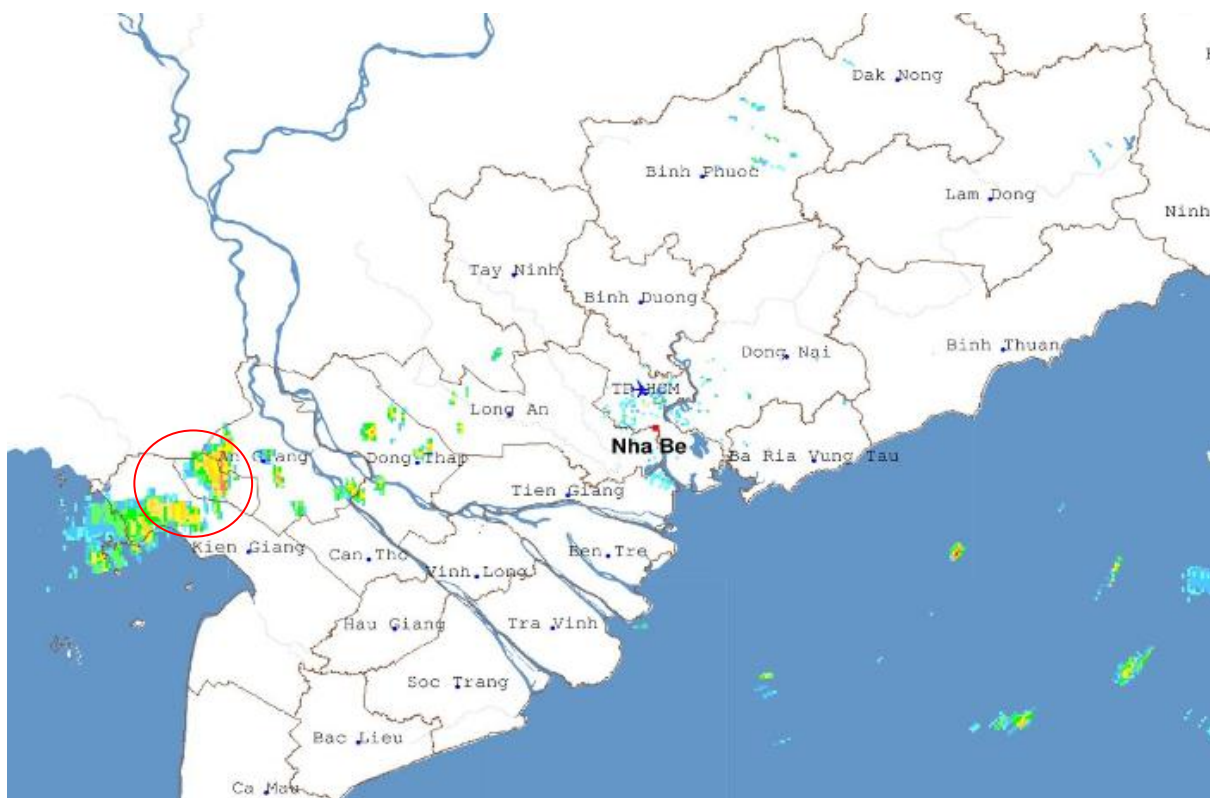 Dak Nong
Binh Phuoc
Lam Dong
Ninh
Tay Ninh
Binh Duong
Binh Thuan
Dong Nai
TP HCM
Long An
Nha Be
An Giang
Dong Thap
Ba Ria Vung Tau
Tien Giang
Kien Giang
Can Tho
Ben Tre
Vinh Long
Hau Giang
Tra Vinh
Soc Trang
Bac Lieu
Ca Mau